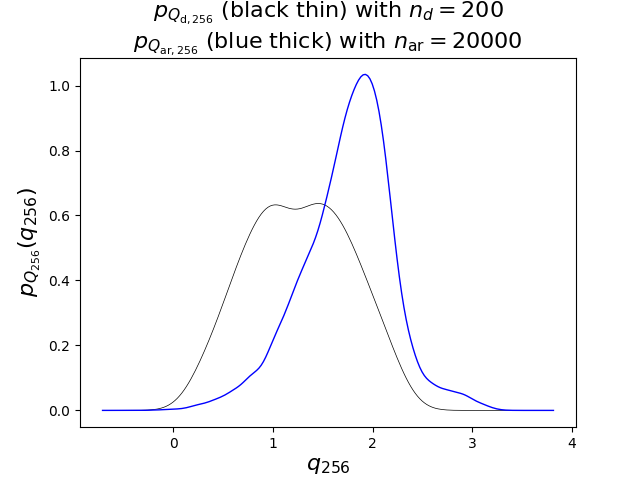 p_{Q_{d,256}} (black thin) with n_d = 200
p_{Q_{ar,256}} (blue thick) with n_{ar} = 20000
p_{Q_{256}}(q_{256})
1.0
0.8
0.6
0.4
0.2
0.0
0 1 2 3 4
q_{256}